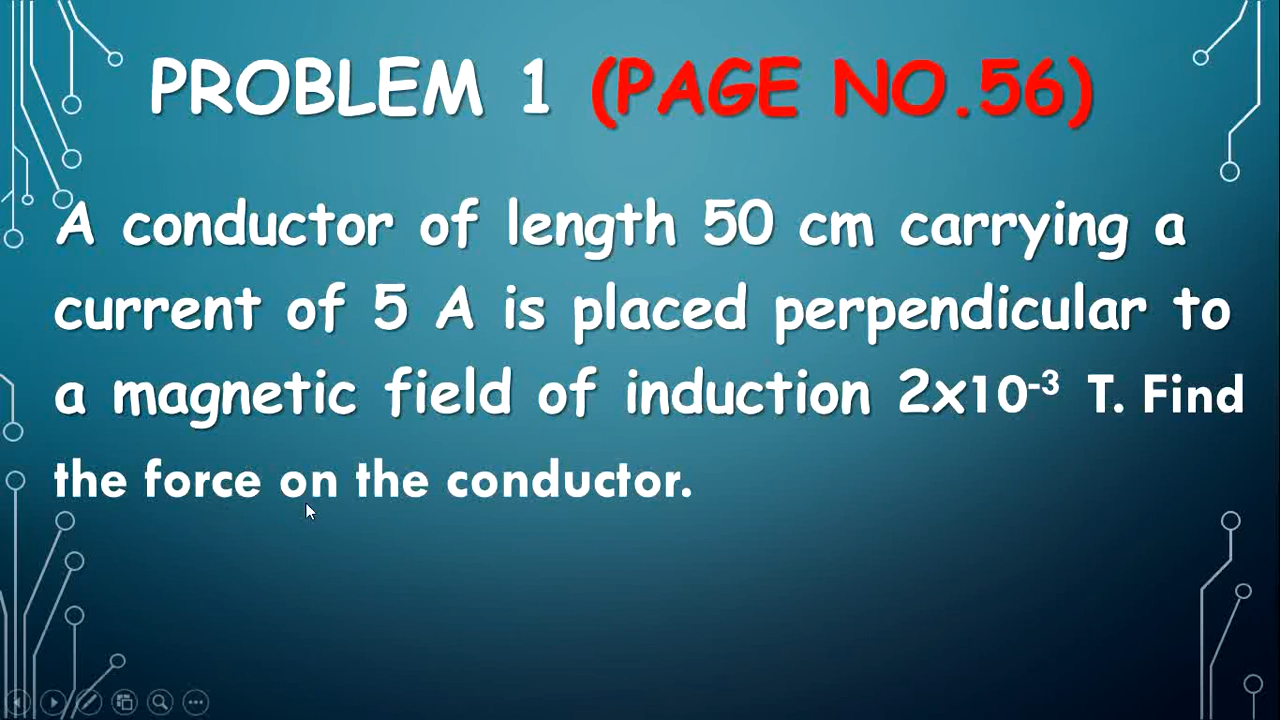 PROBLEM 1 (PAGE NO.56)
A conductor of length 50 cm carrying a
current of 5 A is placed perpendicular to
a magnetic field of induction 2x10⁻³ T. Find
the force on the conductor.